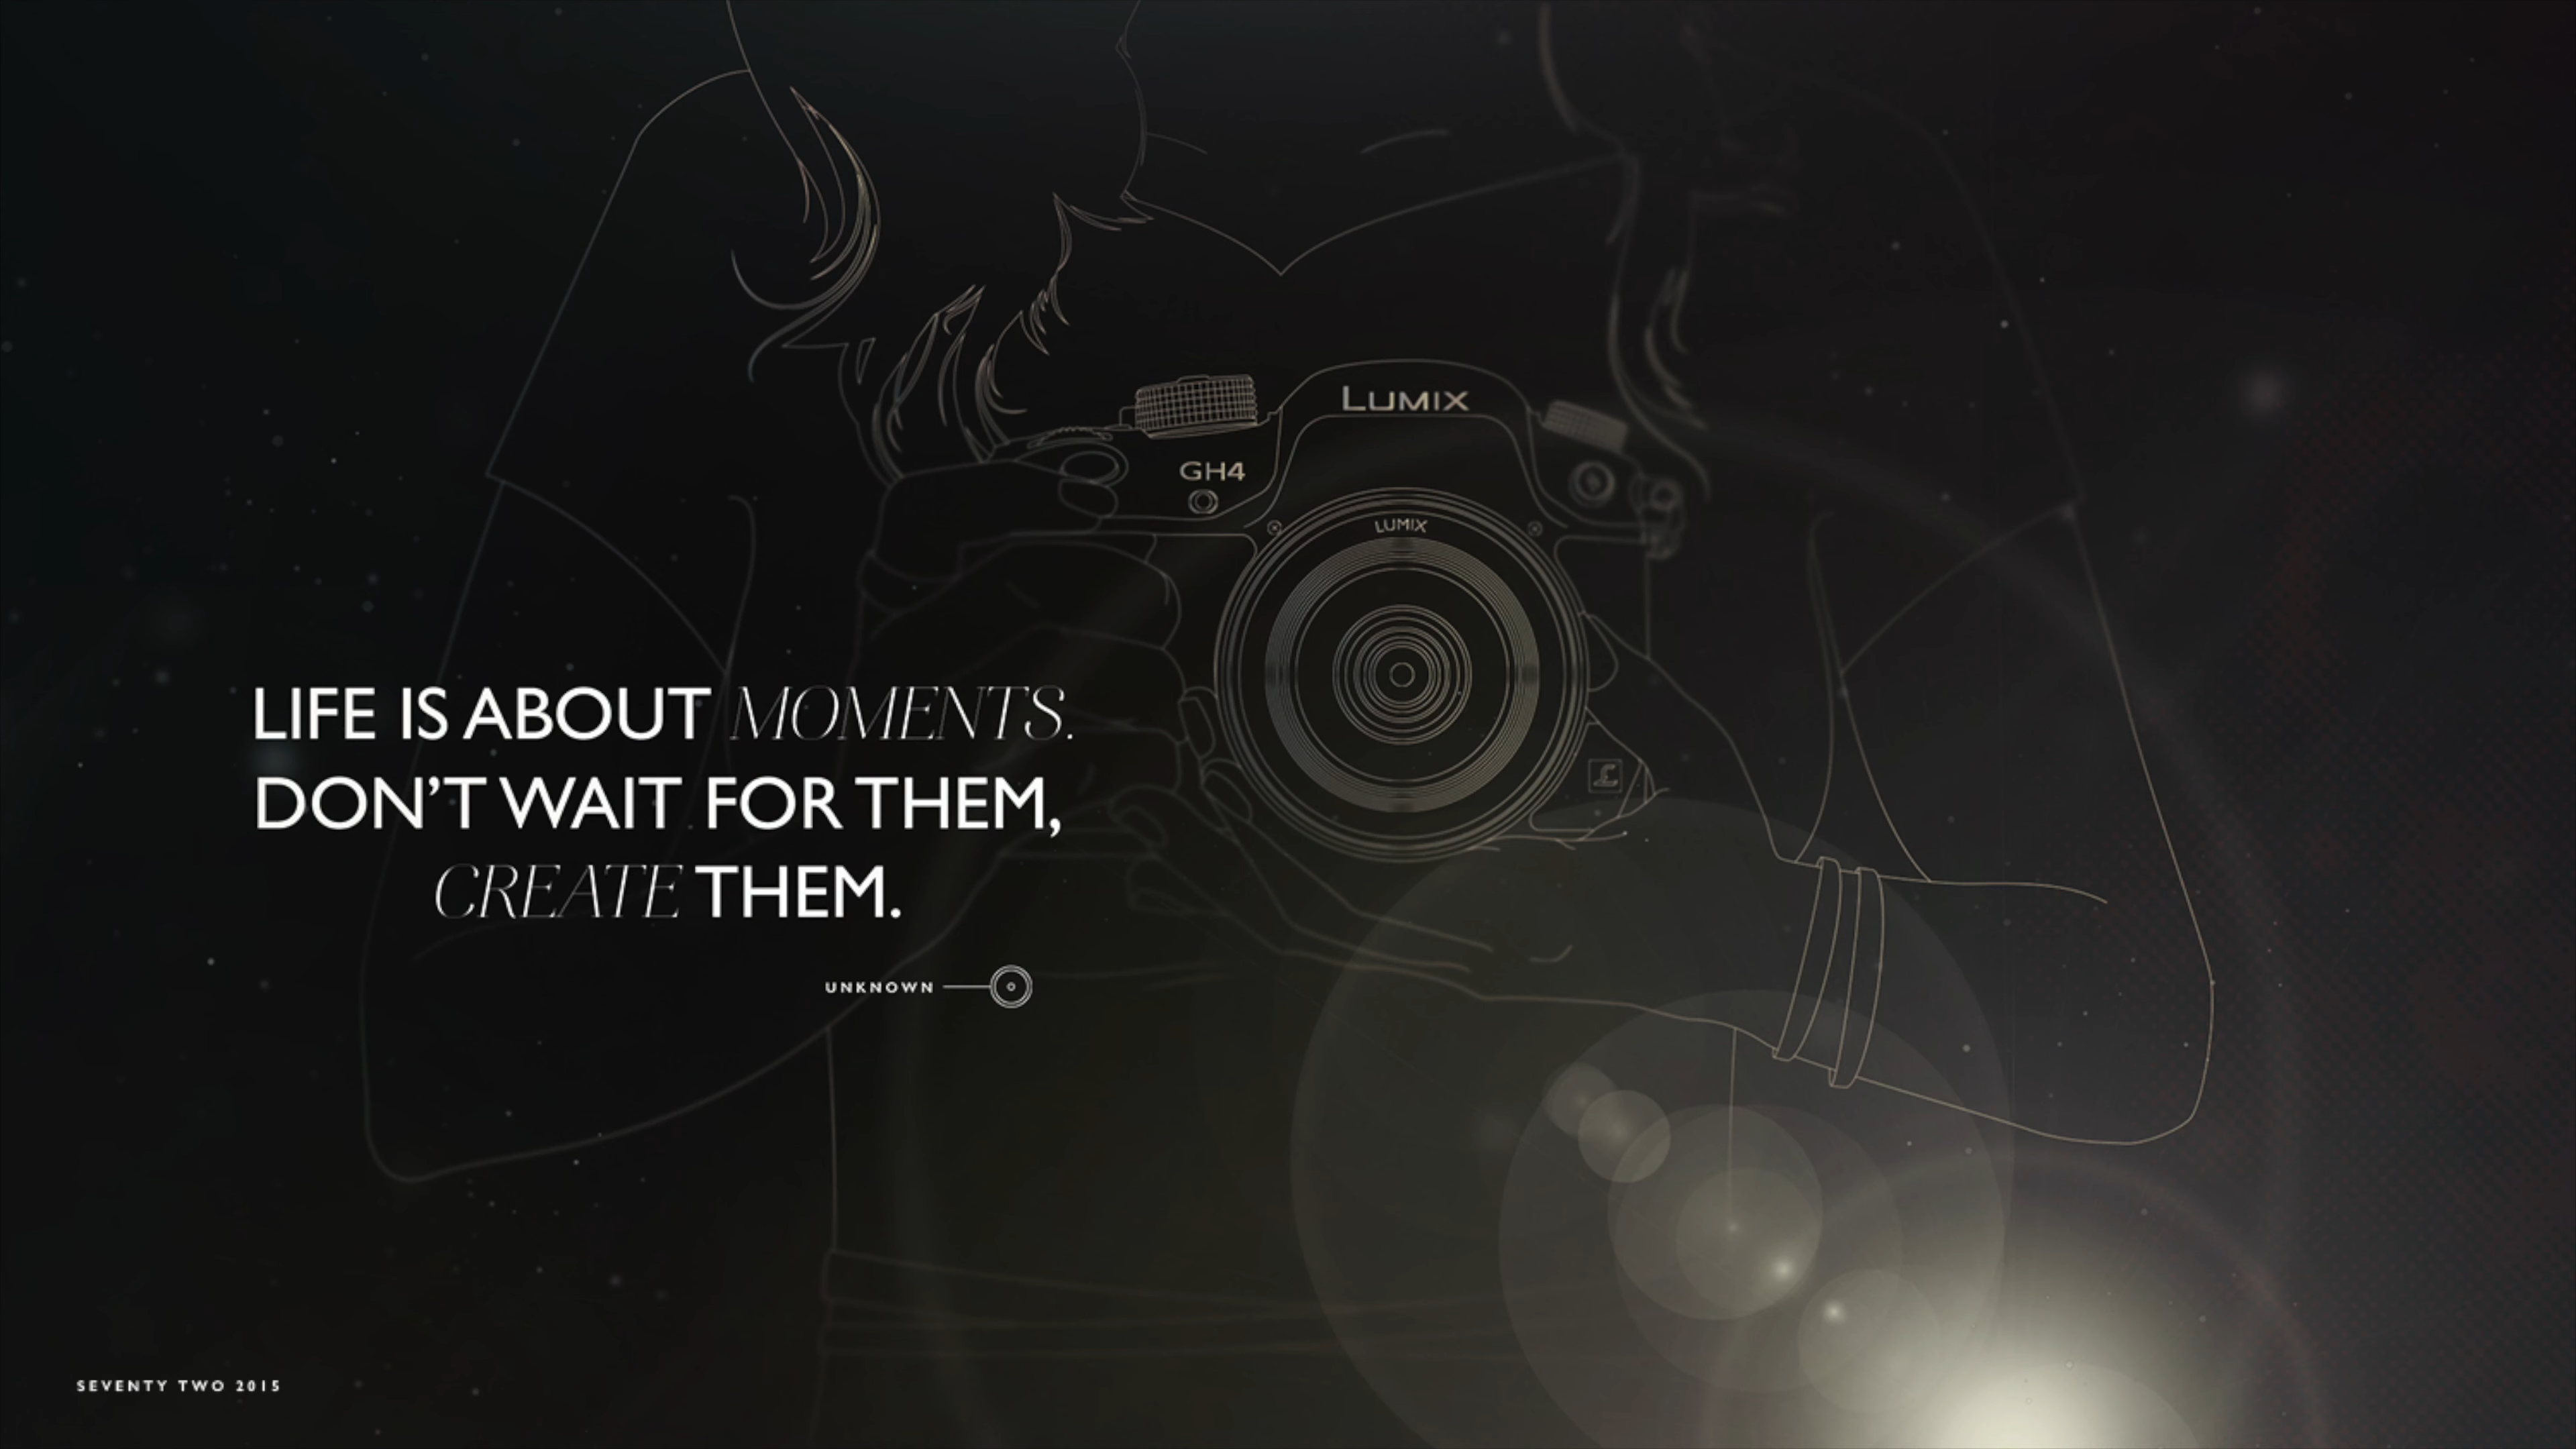 LUMIX
GH4
LUMIX
LIFE IS ABOUT MOMENTS.
DON'T WAIT FOR THEM,
CREATE THEM.
UNKNOWN
SEVENTY TWO 2015